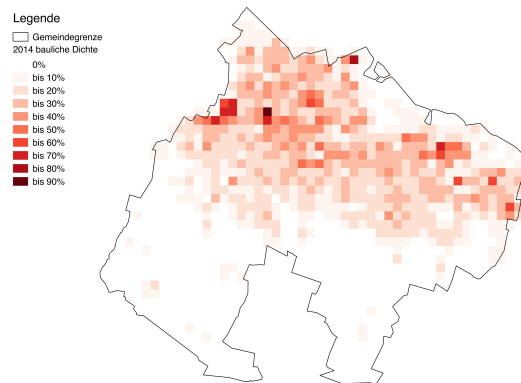 Legende
Gemeindegrenze
2014 bauliche Dichte
0%
bis 10%
bis 20%
bis 30%
bis 40%
bis 50%
bis 60%
bis 70%
bis 80%
bis 90%